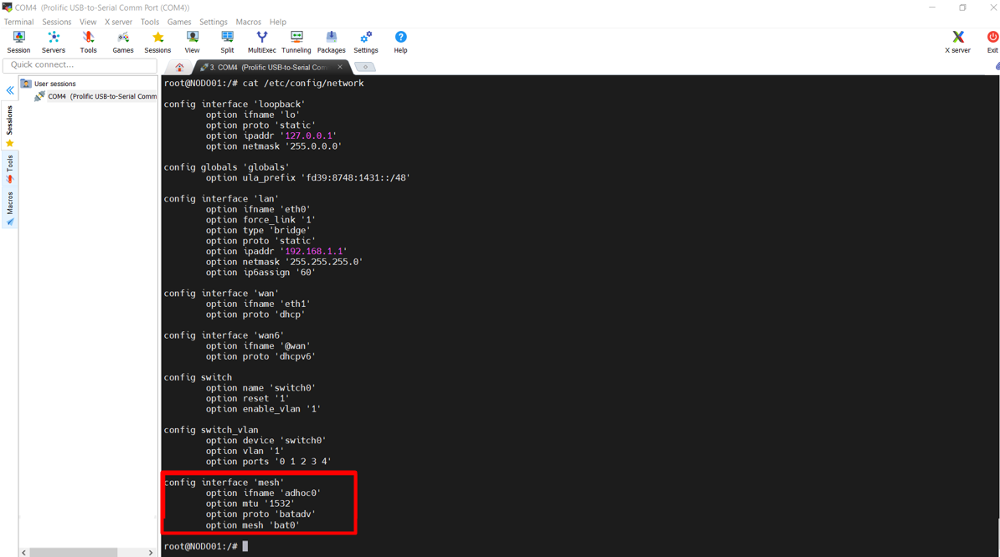 COM4  (Prolific USB-to-Serial Comm Port (COM4))
Terminal Sessions View X server Tools Games Settings Macros Help
Session Servers Tools Games Sessions View Split MultiExec Tunneling Packages Settings Help X server Exit
Quick connect...
3. COM4  (Prolific USB-to-Serial Com
User sessions
COM4  (Prolific USB-to-Serial Comm
Sessions
Tools
Macros
root@NODO01:/# cat /etc/config/network
config interface 'loopback'
option ifname 'lo'
option proto 'static'
option ipaddr '127.0.0.1'
option netmask '255.0.0.0'
config globals 'globals'
option ula_prefix 'fd39:8748:1431::/48'
config interface 'lan'
option ifname 'eth0'
option force_link '1'
option type 'bridge'
option proto 'static'
option ipaddr '192.168.1.1'
option netmask '255.255.255.0'
option ip6assign '60'
config interface 'wan'
option ifname 'eth1'
option proto 'dhcp'
config interface 'wan6'
option ifname '@wan'
option proto 'dhcpv6'
config switch
option name 'switch0'
option reset '1'
option enable_vlan '1'
config switch_vlan
option device 'switch0'
option vlan '1'
option ports '0 1 2 3 4'
config interface 'mesh'
option ifname 'adhoc0'
option mtu '1532'
option proto 'batadv'
option mesh 'bat0'
root@NODO01:/#